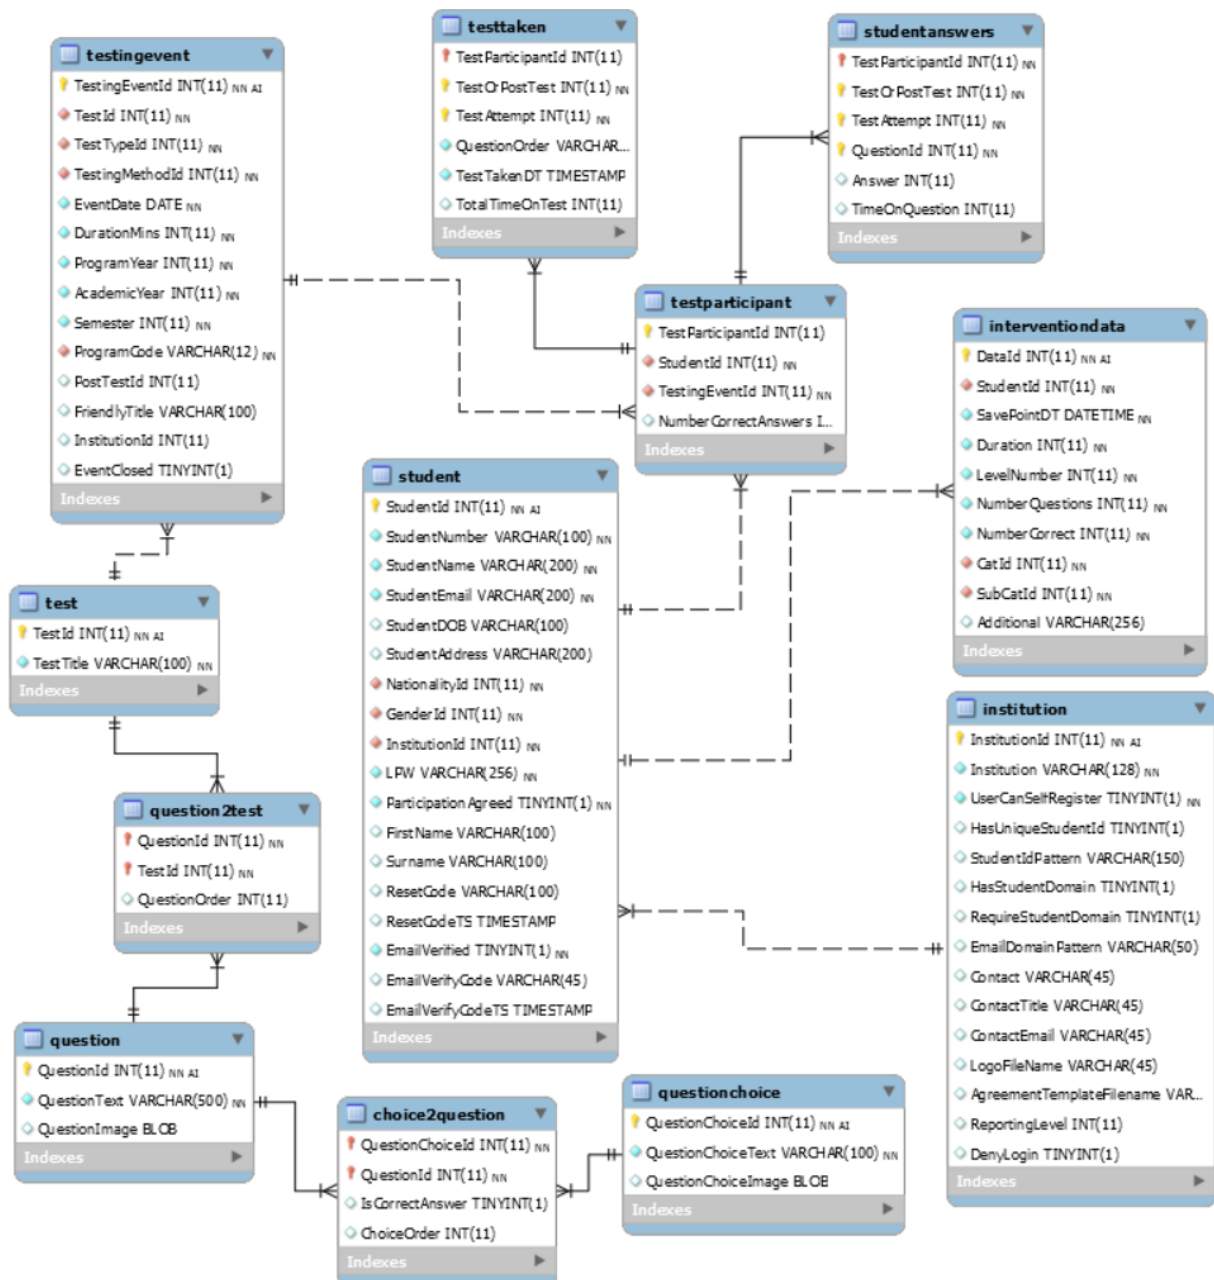 testingevent
TestingEventId INT(11) NN AI
TestId INT(11) NN
TestTypeId INT(11) NN
TestingMethodId INT(11) NN
EventDate DATE NN
DurationMins INT(11) NN
ProgramYear INT(11) NN
AcademicYear INT(11) NN
Semester INT(11) NN
ProgramCode VARCHAR(12) NN
PostTestId INT(11)
FriendlyTitle VARCHAR(100)
InstitutionId INT(11)
EventClosed TINYINT(1)
Indexes
testtaken
TestParticipantId INT(11)
TestOrPostTest INT(11) NN
TestAttempt INT(11) NN
QuestionOrder VARCHAR...
TestTakenDT TIMESTAMP
TotalTimeOnTest INT(11)
Indexes
studentanswers
TestParticipantId INT(11) NN
TestOrPostTest INT(11) NN
TestAttempt INT(11) NN
QuestionId INT(11) NN
Answer INT(11)
TimeOnQuestion INT(11)
Indexes
testparticipant
TestParticipantId INT(11)
StudentId INT(11) NN
TestingEventId INT(11) NN
NumberCorrectAnswers I...
Indexes
interventiondata
DataId INT(11) NN AI
StudentId INT(11) NN
SavePointDT DATETIME NN
Duration INT(11) NN
LevelNumber INT(11) NN
NumberQuestions INT(11) NN
NumberCorrect INT(11) NN
CatId INT(11) NN
SubCatId INT(11) NN
Additional VARCHAR(256)
Indexes
student
StudentId INT(11) NN AI
StudentNumber VARCHAR(100) NN
StudentName VARCHAR(200) NN
StudentEmail VARCHAR(200) NN
StudentDOB VARCHAR(100)
StudentAddress VARCHAR(200)
NationalityId INT(11) NN
GenderId INT(11) NN
InstitutionId INT(11) NN
LPW VARCHAR(256) NN
ParticipationAgreed TINYINT(1) NN
FirstName VARCHAR(100)
Surname VARCHAR(100)
ResetCode VARCHAR(100)
ResetCodeTS TIMESTAMP
EmailVerified TINYINT(1) NN
EmailVerifyCode VARCHAR(45)
EmailVerifyCodeTS TIMESTAMP
Indexes
test
TestId INT(11) NN AI
TestTitle VARCHAR(100) NN
Indexes
institution
InstitutionId INT(11) NN AI
Institution VARCHAR(128) NN
UserCanSelfRegister TINYINT(1) NN
HasUniqueStudentId TINYINT(1)
StudentIdPattern VARCHAR(150)
HasStudentDomain TINYINT(1)
RequireStudentDomain TINYINT(1)
EmailDomainPattern VARCHAR(50)
Contact VARCHAR(45)
ContactTitle VARCHAR(45)
ContactEmail VARCHAR(45)
LogoFileName VARCHAR(45)
AgreementTemplateFilename VAR...
ReportingLevel INT(11)
DenyLogin TINYINT(1)
Indexes
question2test
QuestionId INT(11) NN
TestId INT(11) NN
QuestionOrder INT(11)
Indexes
question
QuestionId INT(11) NN AI
QuestionText VARCHAR(500) NN
QuestionImage BLOB
Indexes
choice2question
QuestionChoiceId INT(11) NN
QuestionId INT(11) NN
IsCorrectAnswer TINYINT(1)
ChoiceOrder INT(11)
Indexes
questionchoice
QuestionChoiceId INT(11) NN AI
QuestionChoiceText VARCHAR(100) NN
QuestionChoiceImage BLOB
Indexes